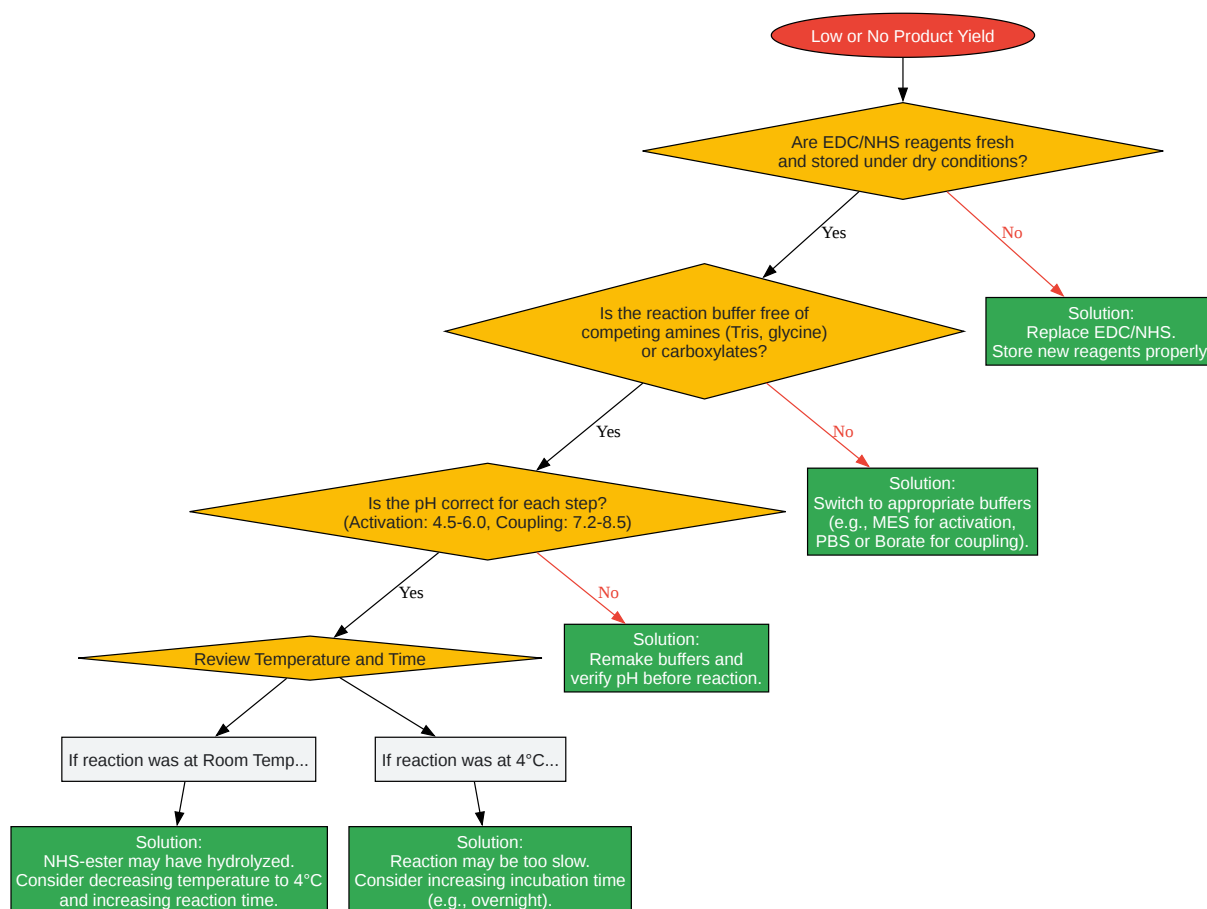 Low or No Product Yield
Are EDC/NHS reagents fresh
and stored under dry conditions?
Yes
No
Is the reaction buffer free of
competing amines (Tris, glycine)
or carboxylates?
Solution:
Replace EDC/NHS.
Store new reagents properly
Yes
No
Is the pH correct for each step?
(Activation: 4.5-6.0, Coupling: 7.2-8.5)
Solution:
Switch to appropriate buffers
(e.g., MES for activation,
PBS or Borate for coupling).
Yes
No
Review Temperature and Time
Solution:
Remake buffers and
verify pH before reaction.
If reaction was at Room Temp...
If reaction was at 4°C...
Solution:
NHS-ester may have hydrolyzed.
Consider decreasing temperature to 4°C
and increasing reaction time.
Solution:
Reaction may be too slow.
Consider increasing incubation time
(e.g., overnight).